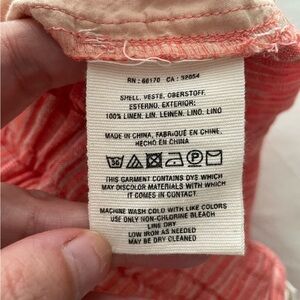 RN: 66170 CA: 32054
SHELL, VESTE, OBERSTOFF,
ESTERNO, EXTERIOR:
100% LINEN, LIN, LEINEN, LINO, LINO
MADE IN CHINA, FABRIQUÉ EN CHINE,
HECHO EN CHINA
THIS GARMENT CONTAINS DYES WHICH
MAY DISCOLOR MATERIALS WITH WHICH
IT COMES IN CONTACT
MACHINE WASH COLD WITH LIKE COLORS
USE ONLY NON-CHLORINE BLEACH
LINE DRY
LOW IRON AS NEEDED
MAY BE DRY CLEANED